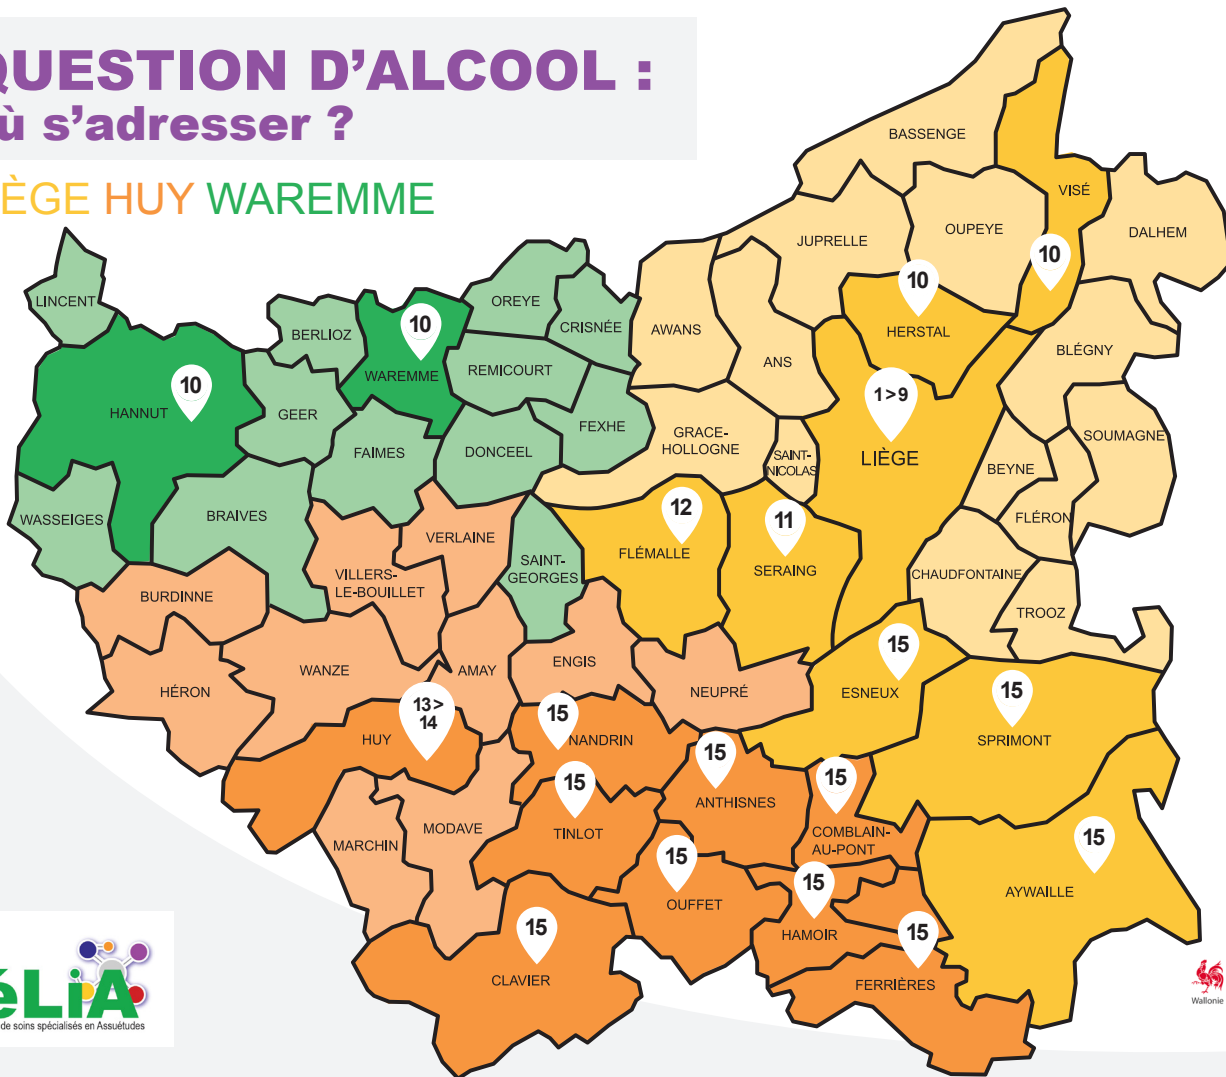 QUESTION D'ALCOOL :
ù s'adresser ?
ÈGE HUY WAREMME
BASSENGE
VISÉ
DALHEM
OUPEYE
JUPRELLE
10
10
HERSTAL
LINCENT
OREYE
CRISNÉE
AWANS
BERLIOZ
10
ANS
BLÉGNY
WAREMME
REMICOURT
10
HANNUT
GEER
1>9
FEXHE
GRACE-
HOLLOGNE
SOUMAGNE
FAIMES
DONCEEL
SAINT-
NICOLAS
LIÈGE
BEYNE
WASSEIGES
BRAIVES
12
11
FLÉRON
VERLAINE
FLÉMALLE
SERAING
SAINT-
GEORGES
VILLERS-
LE-BOUILLET
CHAUDFONTAINE
BURDINNE
TROOZ
WANZE
AMAY
ENGIS
15
HÉRON
NEUPRÉ
ESNEUX
15
13>
14
15
HUY
NANDRIN
SPRIMONT
15
15
15
ANTHISNES
MODAVE
TINLOT
COMBLAIN-
AU-PONT
MARCHIN
15
15
15
AYWAILLE
OUFFET
HAMOIR
15
15
CLAVIER
FERRIÈRES
éLiA
de soins spécialisés en Assuétudes
Wallonie